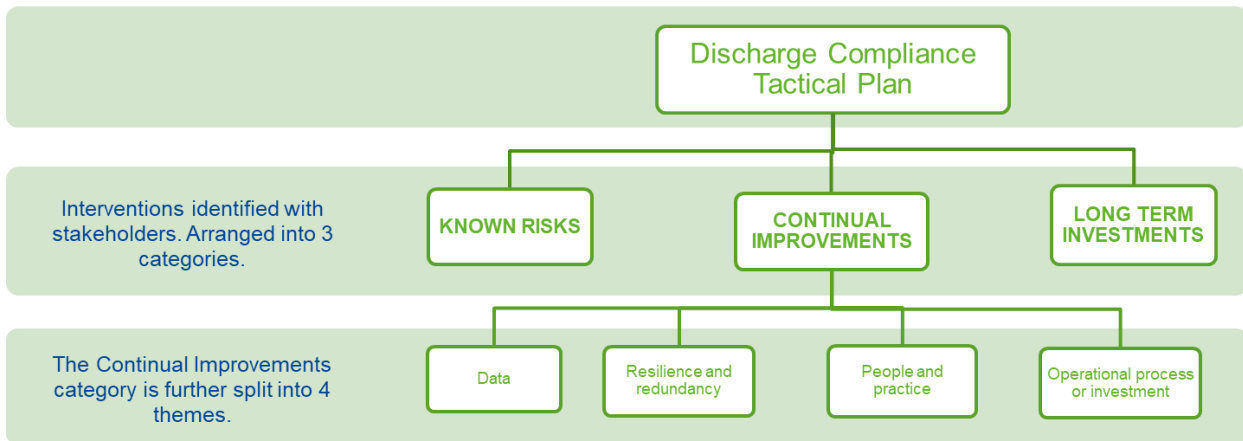 Discharge Compliance
Tactical Plan
Interventions identified with
stakeholders. Arranged into 3
categories.
KNOWN RISKS
CONTINUAL
IMPROVEMENTS
LONG TERM
INVESTMENTS
The Continual Improvements
category is further split into 4
themes.
Data
Resilience and
redundancy
People and
practice
Operational process
or investment